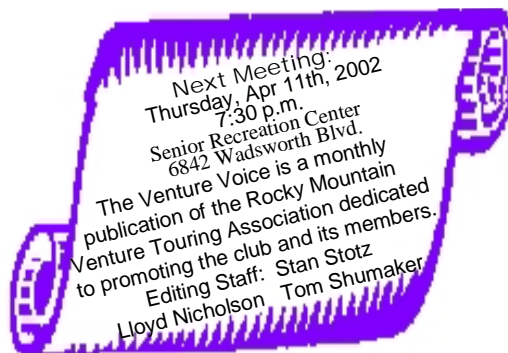 Next Meeting:
Thursday, Apr 11th, 2002
7:30 p.m.
Senior Recreation Center
6842 Wadsworth Blvd.
The Venture Voice is a monthly
publication of the Rocky Mountain
Venture Touring Association dedicated
to promoting the club and its members.
Editing Staff: Stan Stotz
Lloyd Nicholson Tom Shumaker